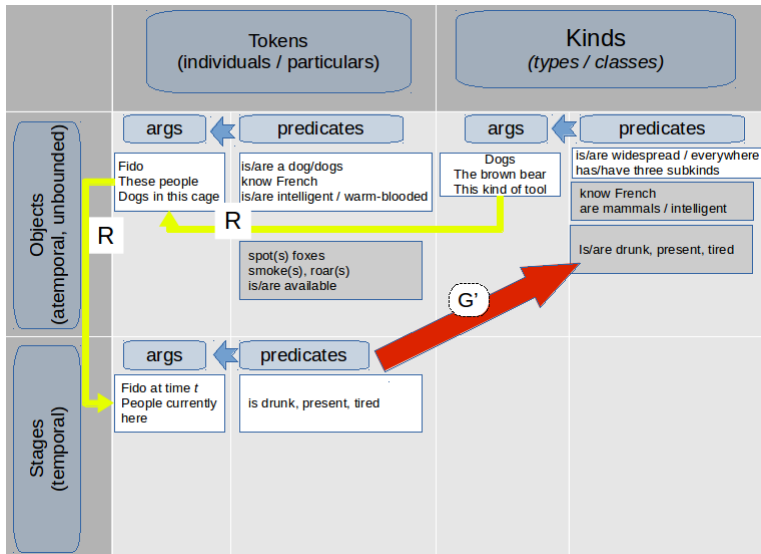 Tokens
(individuals / particulars)
Kinds
(types / classes)
Objects
(atemporal, unbounded)
args
predicates
args
predicates
Fido
These people
Dogs in this cage
is/are a dog/dogs
know French
is/are intelligent / warm-blooded
Dogs
The brown bear
This kind of tool
is/are widespread / everywhere
has/have three subkinds
know French
are mammals / intelligent
R
R
spot(s) foxes
smoke(s), roar(s)
is/are available
Is/are drunk, present, tired
G’
Stages
(temporal)
args
predicates
Fido at time t
People currently
here
is drunk, present, tired